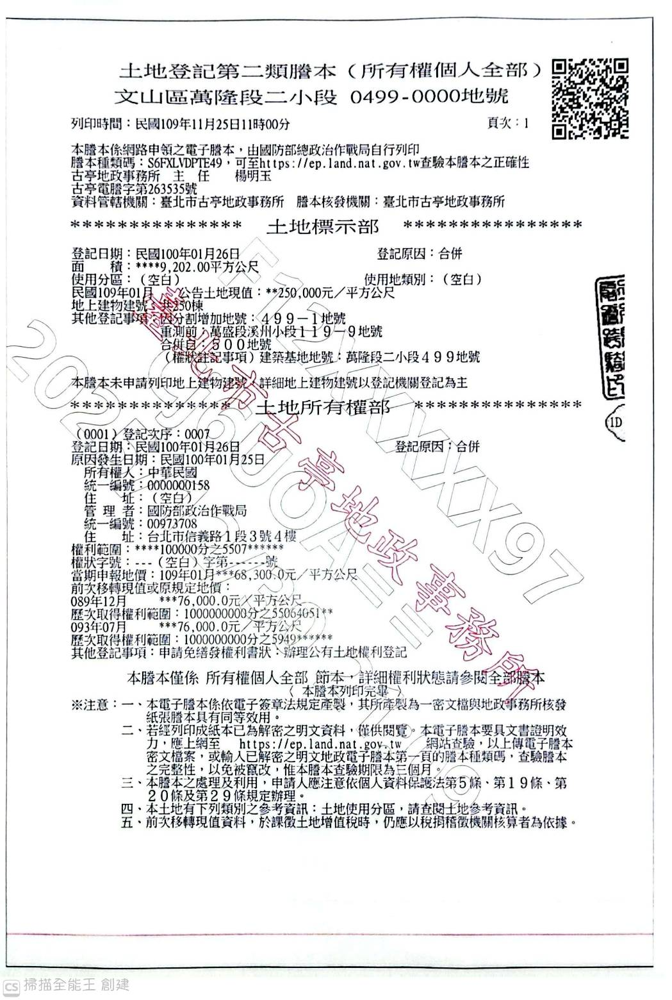 土地登記第二類謄本（所有權個人全部）
文山區萬隆段二小段 0499-0000地號
列印時間：民國109年11月25日11時00分 頁次：1
本謄本係網路申領之電子謄本，由國防部總政治作戰局自行列印
謄本種類碼：S6FXLVDPTE49，可至https://ep.land.nat.gov.tw查驗本謄本之正確性
古亭地政事務所 主 任 楊明玉
古亭電謄字第263535號
資料管轄機關：臺北市古亭地政事務所 謄本核發機關：臺北市古亭地政事務所
*************** 土地標示部 ****************
登記日期：民國100年01月26日 登記原因：合併
面 積：****9,202.00平方公尺
使用分區：（空白） 使用地類別：（空白）
民國109年01月 公告土地現值：**250,000元／平方公尺
地上建物建號：共250棟
其他登記事項：因分割增加地號：４９９－１地號
重測前：萬盛段溪州小段１１９－９地號
合併自：５００地號
（權狀註記事項）建築基地地號：萬隆段二小段４９９地號
本謄本未申請列印地上建物建號，詳細地上建物建號以登記機關登記為主
*************** 土地所有權部 ***************
（0001）登記次序：0007
登記日期：民國100年01月26日 登記原因：合併
原因發生日期：民國100年01月25日
所有權人：中華民國
統一編號：0000000158
住 址：（空白）
管 理 者：國防部政治作戰局
統一編號：00973708
住 址：台北市信義路１段３號４樓
權利範圍：****100000分之5507******
權狀字號：---（空白）字第------號
當期申報地價：109年01月***68,300.0元／平方公尺
前次移轉現值或原規定地價：
089年12月 ***76,000.0元／平方公尺
歷次取得權利範圍：1000000000分之55064051**
093年07月 ***76,000.0元／平方公尺
歷次取得權利範圍：1000000000分之5949******
其他登記事項：申請免繕發權利書狀：辦理公有土地權利登記
本謄本僅係 所有權個人全部 節本，詳細權利狀態請參閱全部謄本
〈 本謄本列印完畢 〉
※注意：一、本電子謄本係依電子簽章法規定產製，其所產製為一密文檔與地政事務所核發
紙張謄本具有同等效用。
二、若經列印成紙本已為解密之明文資料，僅供閱覽。本電子謄本要具文書證明效
力，應上網至 https://ep.land.nat.gov.tw 網站查驗，以上傳電子謄本
密文檔案，或輸入已解密之明文地政電子謄本第一頁的謄本種類碼，查驗謄本
之完整性，以免被竄改，惟本謄本查驗期限為三個月。
三、本謄本之處理及利用，申請人應注意依個人資料保護法第５條、第１９條、第
２０條及第２９條規定辦理。
四、本土地有下列類別之參考資訊：土地使用分區，請查閱土地參考資訊。
五、前次移轉現值資料，於課徵土地增值稅時，仍應以稅捐稽徵機關核算者為依據。
臺北市古亭地政事務所
F12XXXXX97
1D
CS 掃描全能王 創建